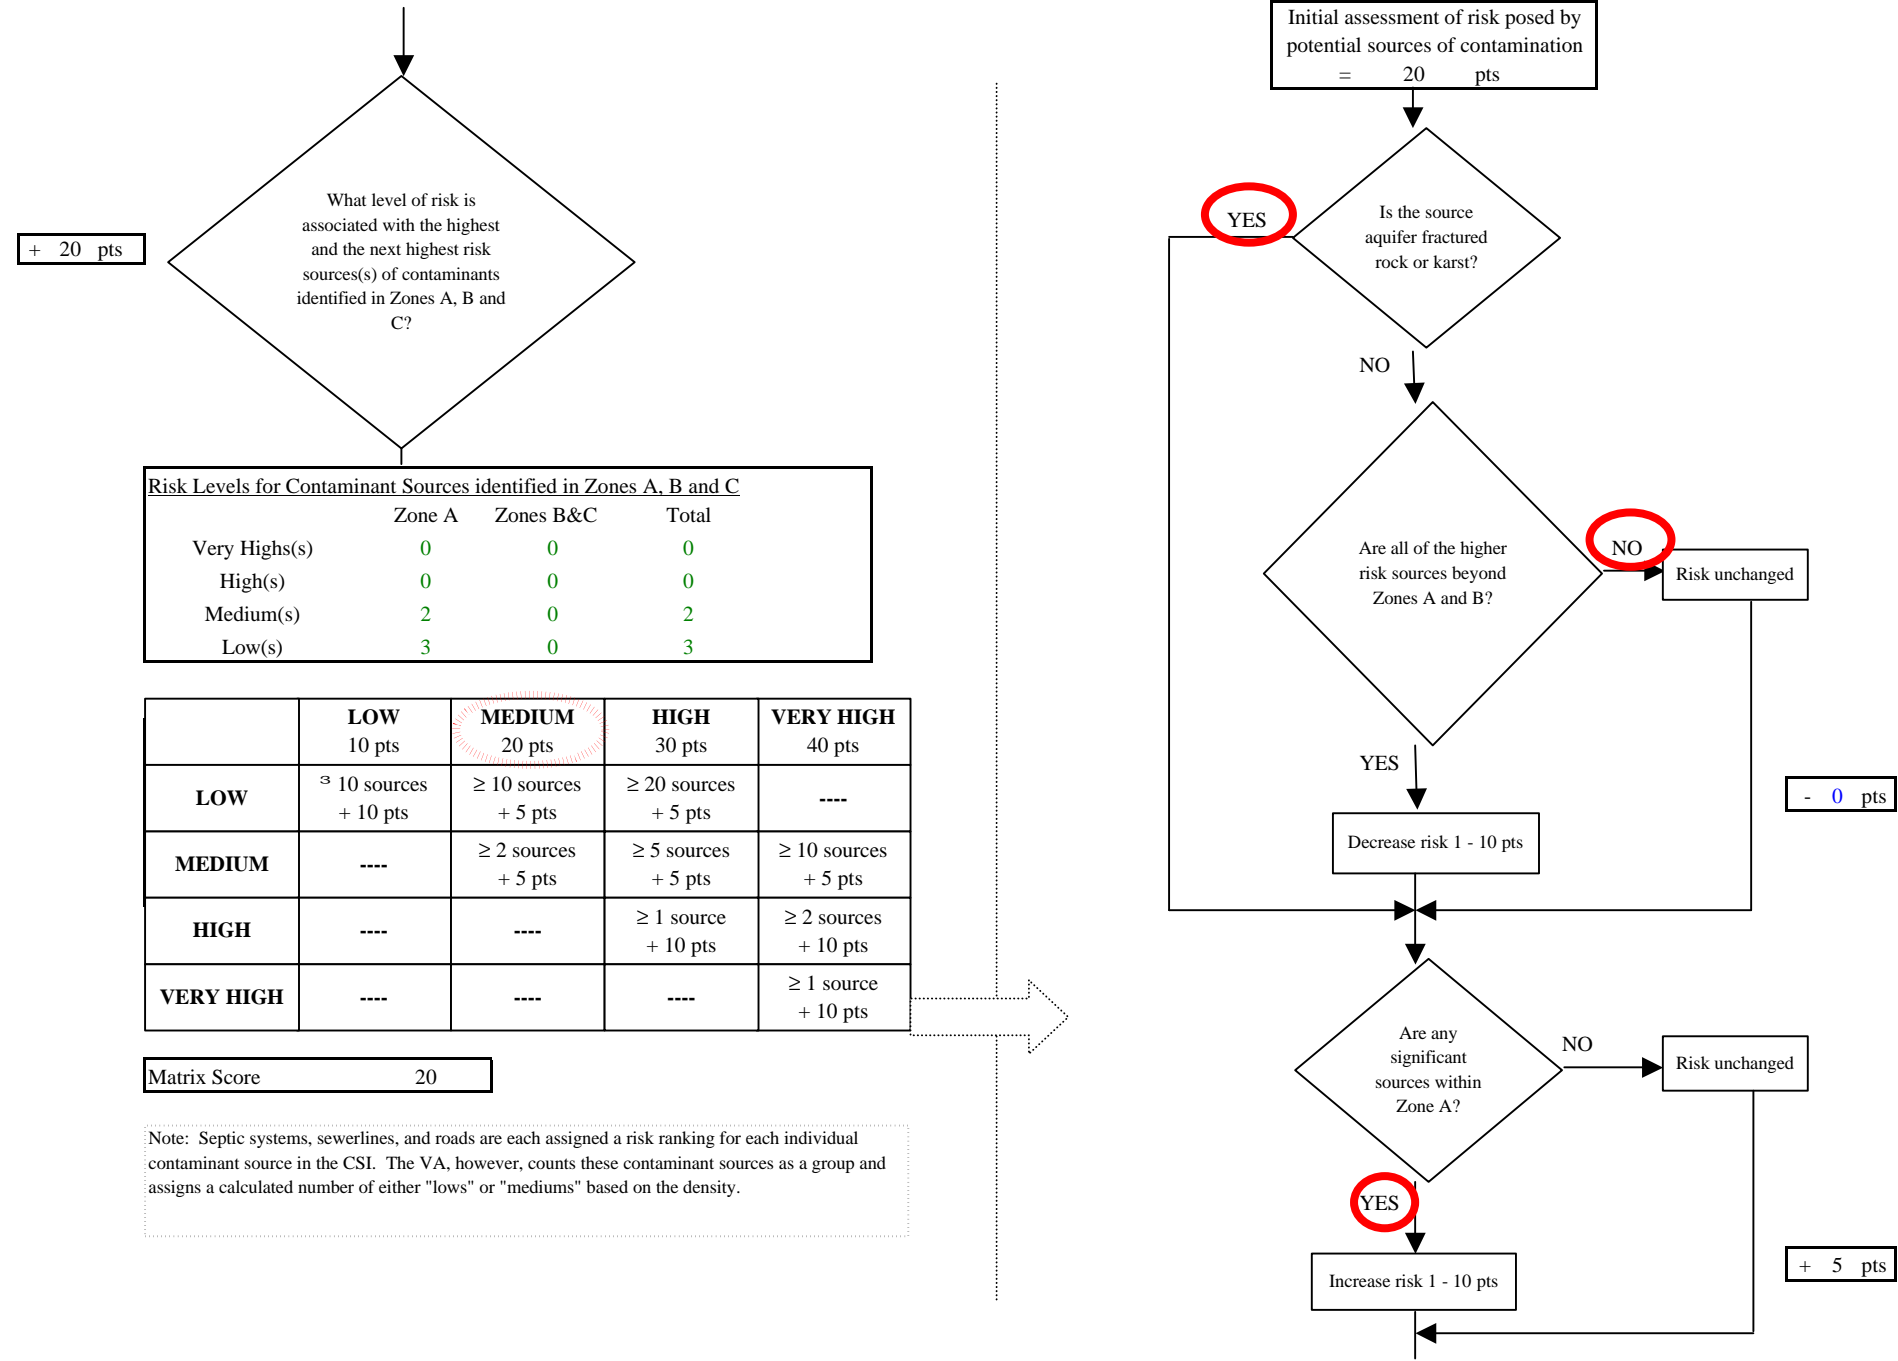 What level of risk is
associated with the highest
and the next highest risk
sources(s) of contaminants
identified in Zones A, B and
C?
+ 20 pts
Risk Levels for Contaminant Sources identified in Zones A, B and C
Zone A Zones B&C Total
Very Highs(s) 0 0 0
High(s) 0 0 0
Medium(s) 2 0 2
Low(s) 3 0 3
LOW MEDIUM HIGH VERY HIGH
10 pts 20 pts 30 pts 40 pts
LOW
³ 10 sources ≥ 10 sources ≥ 20 sources ----
+ 10 pts + 5 pts + 5 pts
MEDIUM
---- ≥ 2 sources ≥ 5 sources ≥ 10 sources
+ 5 pts + 5 pts + 5 pts
HIGH
---- ---- ≥ 1 source ≥ 2 sources
+ 10 pts + 10 pts
VERY HIGH
---- ---- ---- ≥ 1 source
+ 10 pts
Matrix Score 20
Note: Septic systems, sewerlines, and roads are each assigned a risk ranking for each individual
contaminant source in the CSI. The VA, however, counts these contaminant sources as a group and
assigns a calculated number of either "lows" or "mediums" based on the density.
Initial assessment of risk posed by
potential sources of contamination
= 20 pts
YES
Is the source
aquifer fractured
rock or karst?
NO
Are all of the higher
risk sources beyond
Zones A and B?
NO
Risk unchanged
YES
- 0 pts
Decrease risk 1 - 10 pts
Are any
significant
sources within
Zone A?
NO
Risk unchanged
YES
+ 5 pts
Increase risk 1 - 10 pts